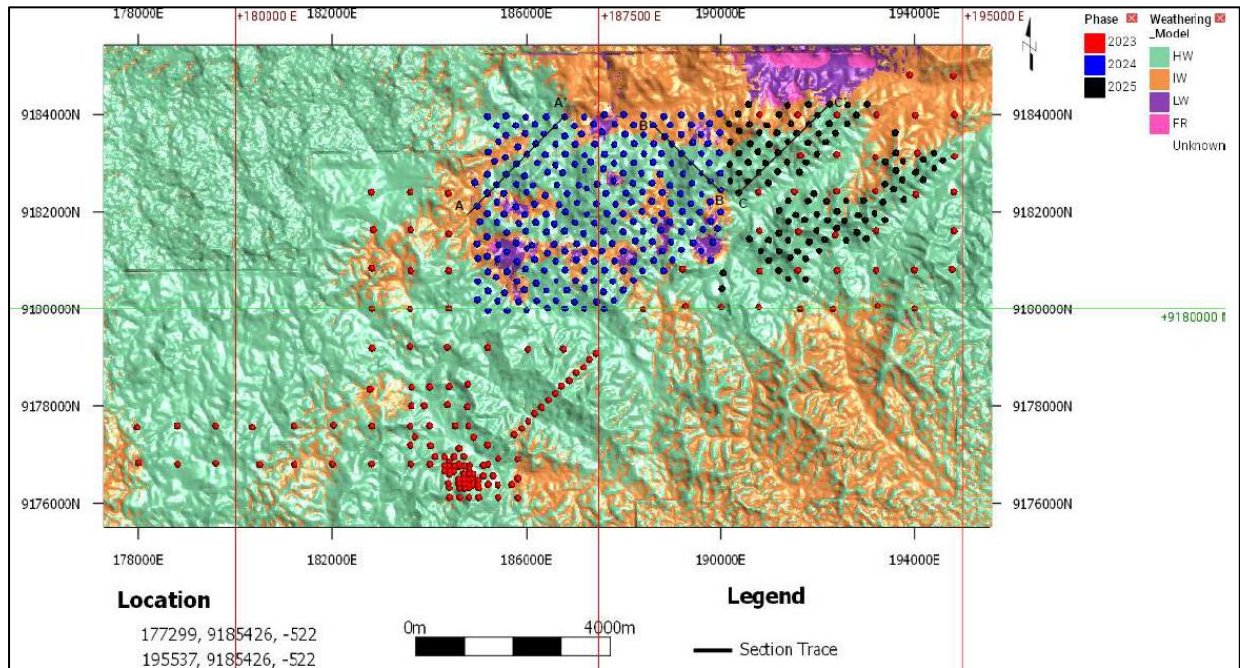 178000E
+180000 E
182000E
186000E
+187500 E
190000E
194000E
+195000 E
Phase
2023
2024
2025
Weathering
_Model
HW
IW
LW
FR
Unknown
N
9184000N
A'
B'
C'
9184000N
9182000N
A
B
C
9182000N
9180000N
9180000N
+9180000 N
9178000N
9178000N
9176000N
9176000N
178000E
182000E
186000E
190000E
194000E
Location
177299, 9185426, -522
195537, 9185426, -522
0m
4000m
Legend
Section Trace